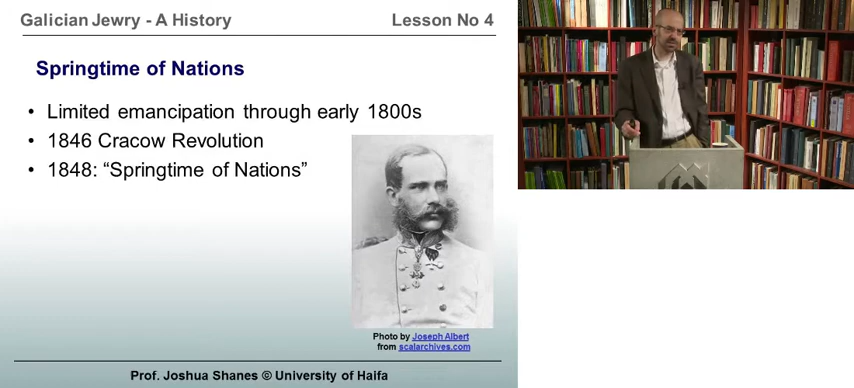 Galician Jewry - A History
Lesson No 4
Springtime of Nations
• Limited emancipation through early 1800s
• 1846 Cracow Revolution
• 1848: “Springtime of Nations”
Photo by Joseph Albert
from scalarchives.com
Prof. Joshua Shanes © University of Haifa